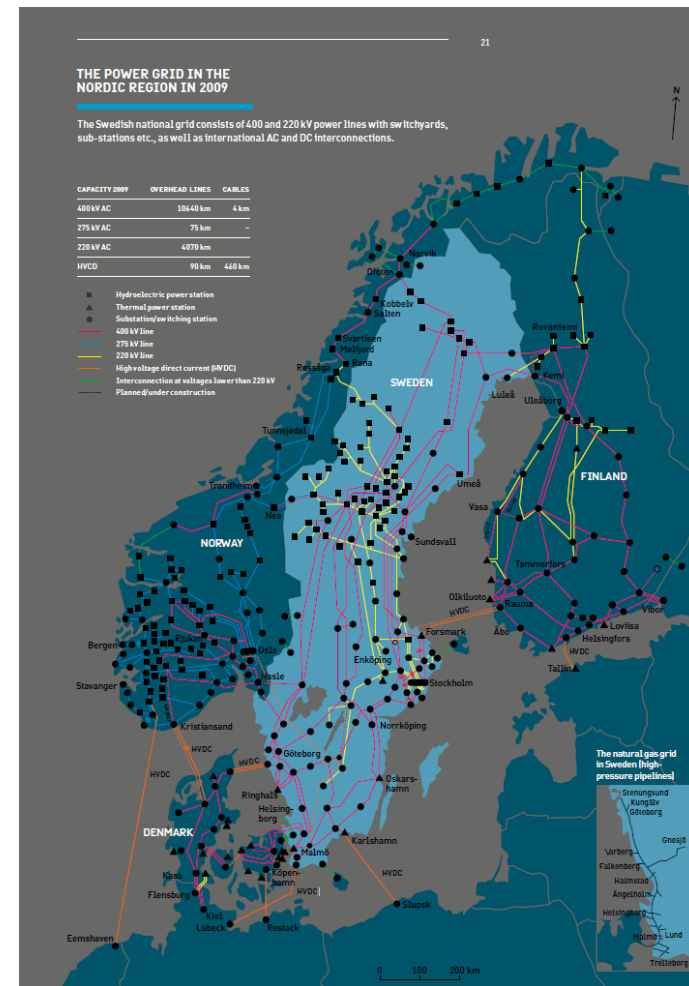 21
THE POWER GRID IN THE
NORDIC REGION IN 2009
The Swedish national grid consists of 400 and 220 kV power lines with switchyards,
sub-stations etc., as well as international AC and DC interconnections.
N
CAPACITY 2009 OVERHEAD LINES CABLES
400 kV AC 10640 km 4 km
275 kV AC 75 km –
220 kV AC 4070 km
HVCD 90 km 460 km
Hydroelectric power station
Thermal power station
Substation/switching station
400 kV line
275 kV line
220 kV line
High voltage direct current (HVDC)
Interconnection at voltages lower than 220 kV
Planned/under construction
Narvik
Ofoten
Kobbelv
Salten
Svartisen
Melfjord
Rana
Røssåga
Rovaniemi
SWEDEN
Kemi
Luleå
Uleåborg
Tunnsjødal
FINLAND
Trondheim
Umeå
Nea
Vasa
NORWAY
Sundsvall
Tammerfors
Olkiluoto
Rauma
HVDC
Vibor
Loviisa
Forsmark
Åbo
Helsingfors
Rjukan
Bergen
Oslo
Enköping
HVDC
Tallin
Hasle
Stavanger
Stockholm
Kristiansand
Norrköping
HVDC
Göteborg
HVDC
HVDC
The natural gas grid
in Sweden (high-
pressure pipelines)
Oskars-
hamn
Ringhals
Helsing-
borg
Stenungsund
Kungälv
Göteborg
DENMARK
Karlshamn
Gnosjö
Malmö
Varberg
Falkenberg
Kassø
Köpen-
hamn
HVDC
Halmstad
Flensburg
HVDC
Ängelholm
Kiel
Slupsk
Helsingborg
Lübeck
Rostock
Eemshaven
Malmö
Lund
Trelleborg
0 100 200 km